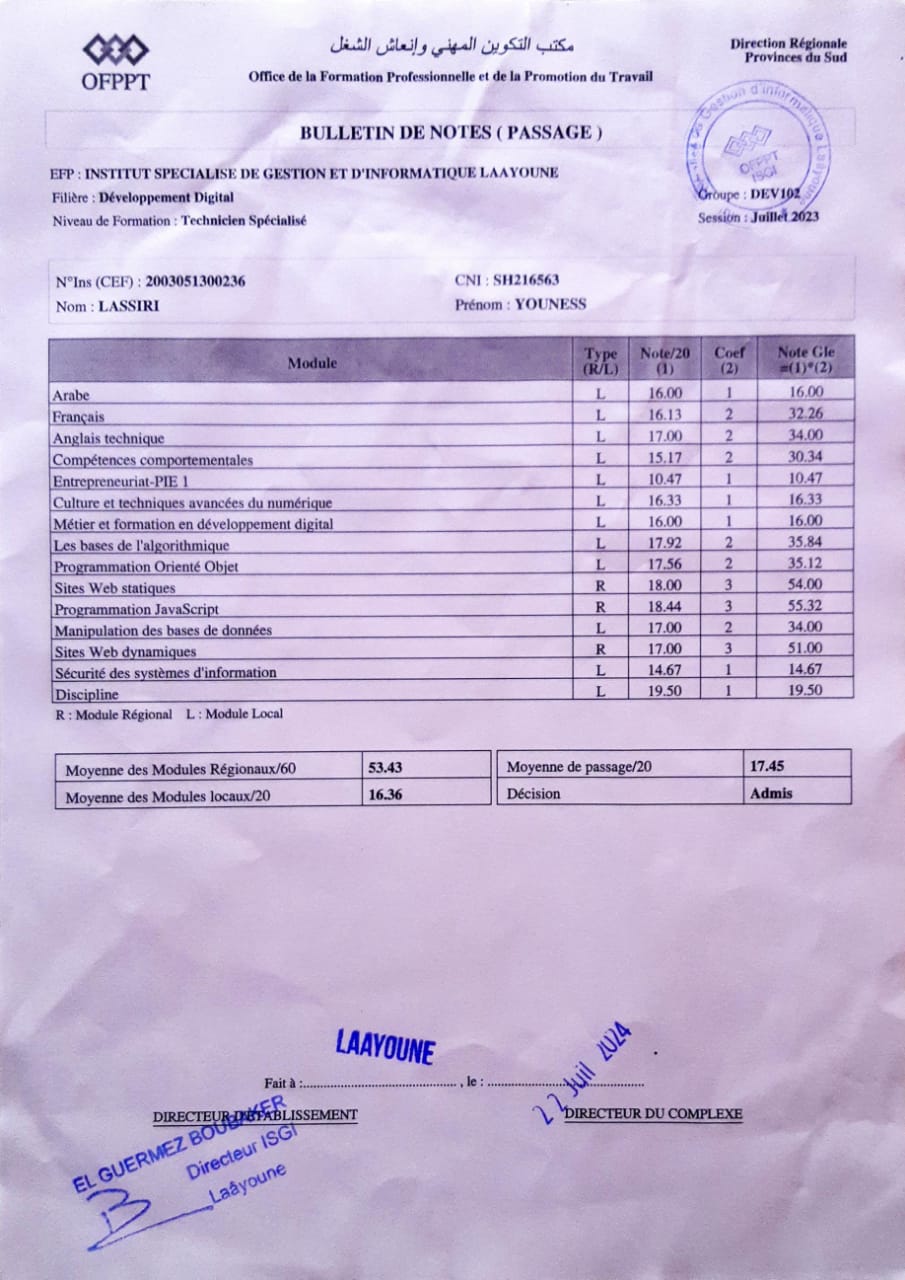 OFPPT
مكتب التكوين المهني وإنعاش الشغل
Office de la Formation Professionnelle et de la Promotion du Travail
Direction Régionale
Provinces du Sud
BULLETIN DE NOTES ( PASSAGE )
Gestion d'informatique Laayoune
OFPPT
ISGI
EFP : INSTITUT SPECIALISE DE GESTION ET D'INFORMATIQUE LAAYOUNE
Filière : Développement Digital
Groupe : DEV102
Niveau de Formation : Technicien Spécialisé
Session : Juillet 2023
N°Ins (CEF) : 2003051300236
CNI : SH216563
Nom : LASSIRI
Prénom : YOUNESS
Module Type (R/L) Note/20 (1) Coef (2) Note Gle =(1)*(2)
Arabe L 16.00 1 16.00
Français L 16.13 2 32.26
Anglais technique L 17.00 2 34.00
Compétences comportementales L 15.17 2 30.34
Entrepreneuriat-PIE 1 L 10.47 1 10.47
Culture et techniques avancées du numérique L 16.33 1 16.33
Métier et formation en développement digital L 16.00 1 16.00
Les bases de l'algorithmique L 17.92 2 35.84
Programmation Orienté Objet L 17.56 2 35.12
Sites Web statiques R 18.00 3 54.00
Programmation JavaScript R 18.44 3 55.32
Manipulation des bases de données L 17.00 2 34.00
Sites Web dynamiques R 17.00 3 51.00
Sécurité des systèmes d'information L 14.67 1 14.67
Discipline L 19.50 1 19.50
R : Module Régional L : Module Local
Moyenne des Modules Régionaux/60 53.43
Moyenne de passage/20 17.45
Moyenne des Modules locaux/20 16.36
Décision Admis
LAAYOUNE
22 Juil 2024
Fait à :............................................ , le : ............................................
DIRECTEUR D'ETABLISSEMENT
DIRECTEUR DU COMPLEXE
EL GUERMEZ BOUBAKER
Directeur ISGI
Laâyoune